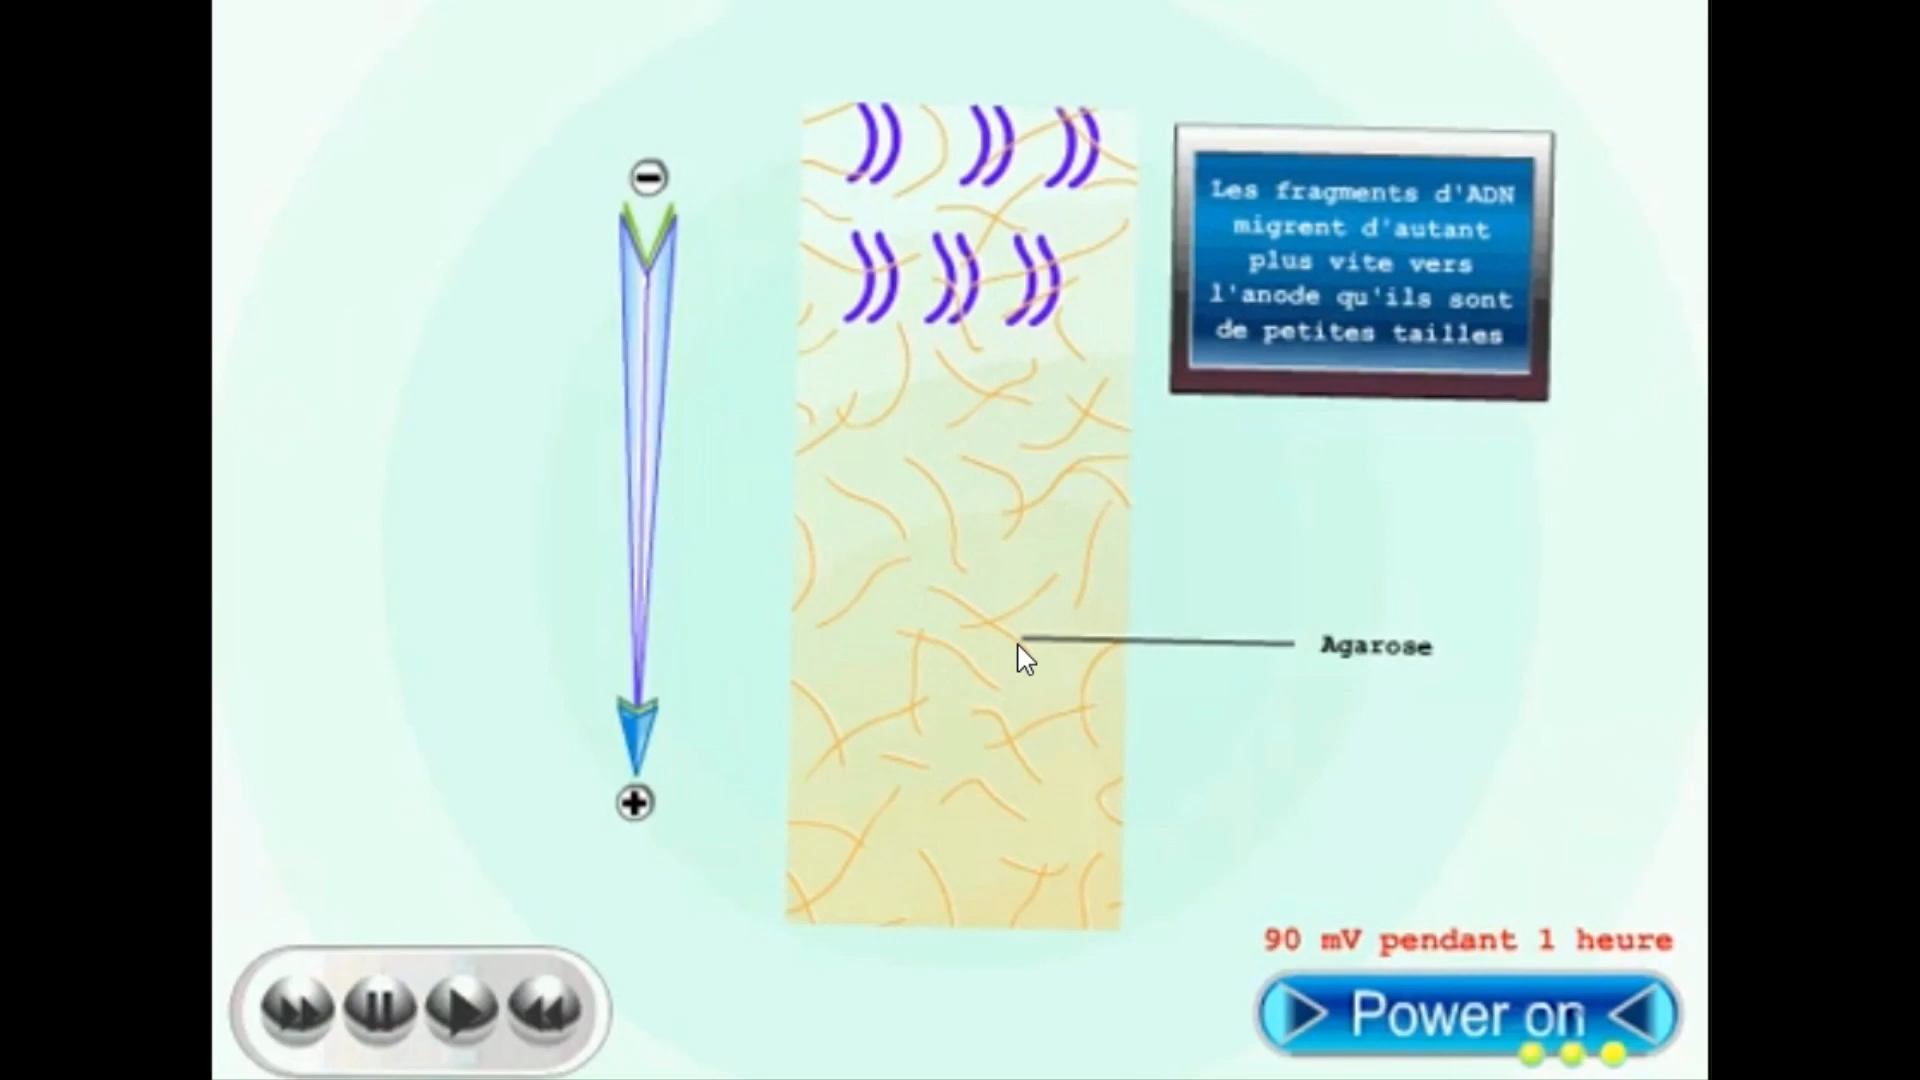 Les fragments d'ADN
migrent d'autant
plus vite vers
l'anode qu'ils sont
de petites tailles
Agarose
90 mV pendant 1 heure
Power on